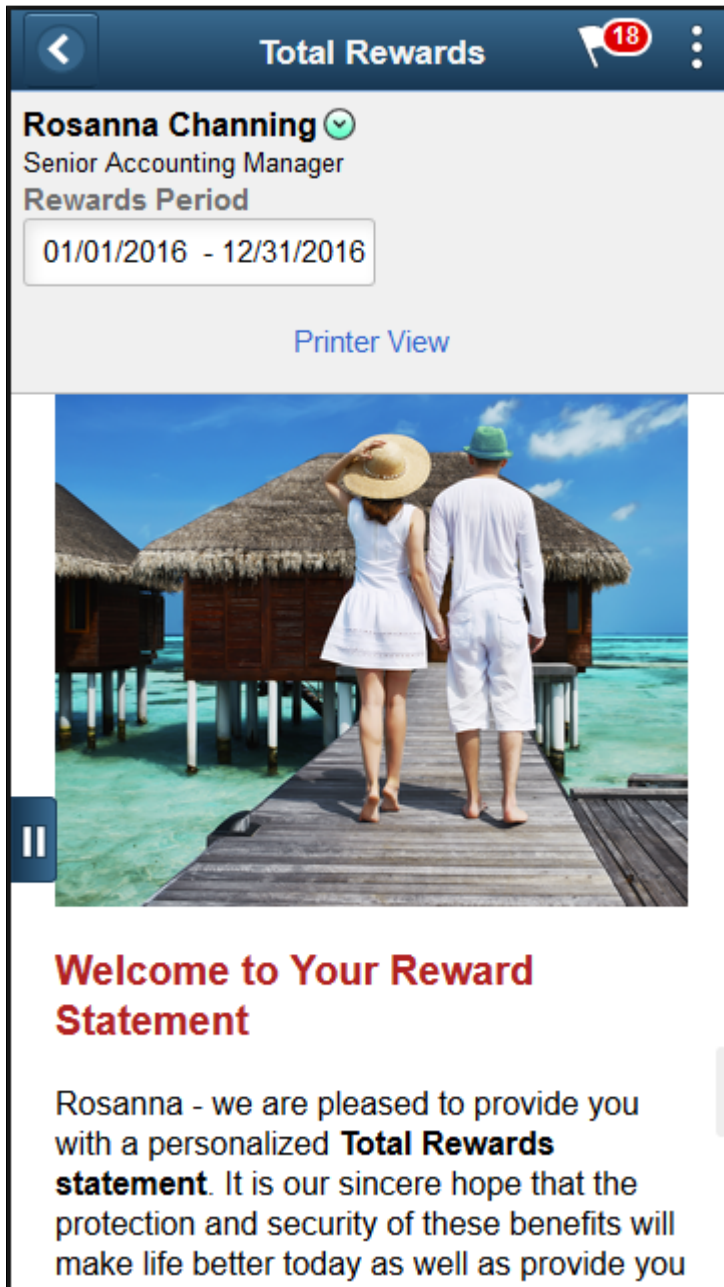 Total Rewards
18
Rosanna Channing
Senior Accounting Manager
Rewards Period
01/01/2016 - 12/31/2016
Printer View
Welcome to Your Reward
Statement
Rosanna - we are pleased to provide you
with a personalized Total Rewards
statement. It is our sincere hope that the
protection and security of these benefits will
make life better today as well as provide you